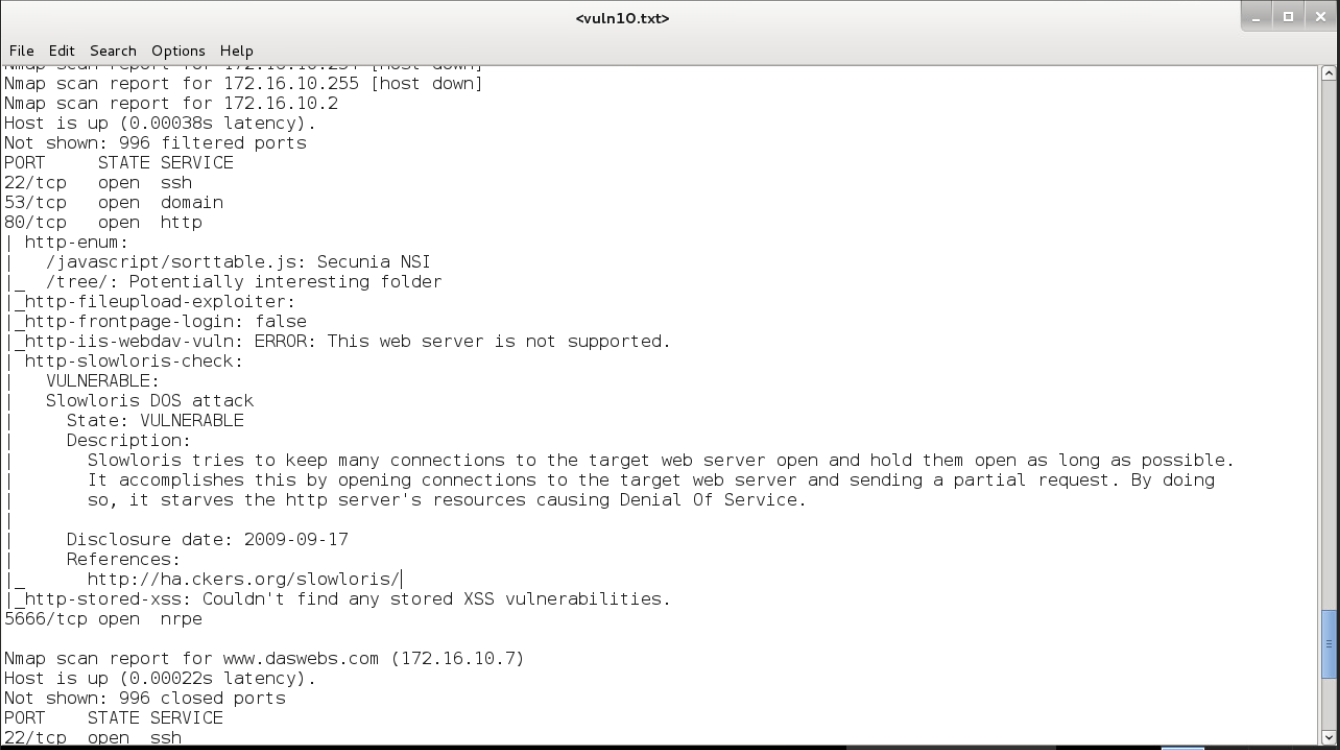 <vuln10.txt>
File Edit Search Options Help
Nmap scan report for 172.16.10.254 [host down]
Nmap scan report for 172.16.10.255 [host down]
Nmap scan report for 172.16.10.2
Host is up (0.00038s latency).
Not shown: 996 filtered ports
PORT     STATE SERVICE
22/tcp   open  ssh
53/tcp   open  domain
80/tcp   open  http
| http-enum:
|   /javascript/sorttable.js: Secunia NSI
|_  /tree/: Potentially interesting folder
|_http-fileupload-exploiter:
|_http-frontpage-login: false
|_http-iis-webdav-vuln: ERROR: This web server is not supported.
| http-slowloris-check:
|   VULNERABLE:
|   Slowloris DOS attack
|     State: VULNERABLE
|     Description:
|       Slowloris tries to keep many connections to the target web server open and hold them open as long as possible.
|       It accomplishes this by opening connections to the target web server and sending a partial request. By doing
|       so, it starves the http server's resources causing Denial Of Service.
|
|     Disclosure date: 2009-09-17
|     References:
|_      http://ha.ckers.org/slowloris/
|_http-stored-xss: Couldn't find any stored XSS vulnerabilities.
5666/tcp open  nrpe

Nmap scan report for www.daswebs.com (172.16.10.7)
Host is up (0.00022s latency).
Not shown: 996 closed ports
PORT    STATE SERVICE
22/tcp  open  ssh